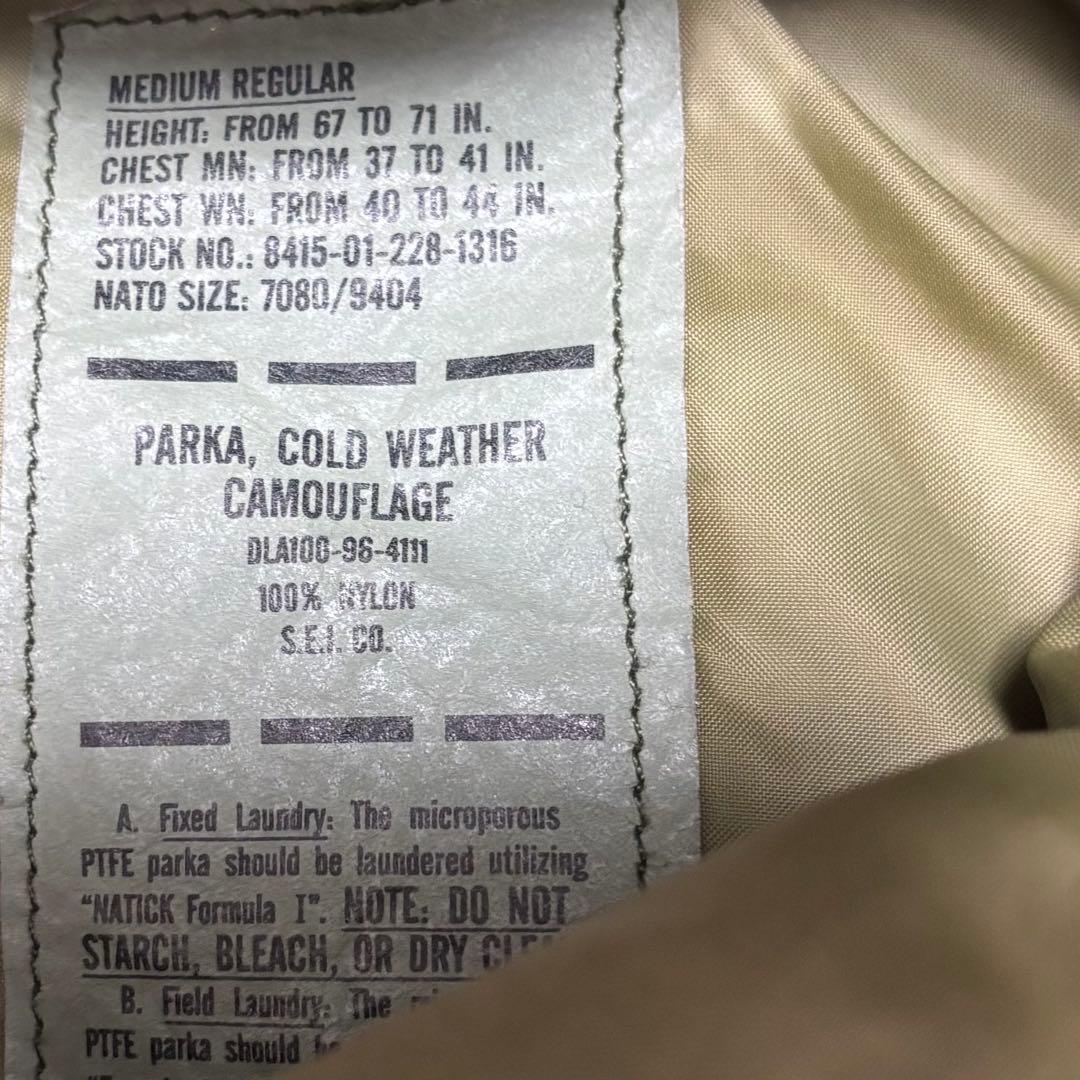 MEDIUM REGULAR
HEIGHT: FROM 67 TO 71 IN.
CHEST MN: FROM 37 TO 41 IN.
CHEST WN: FROM 40 TO 44 IN.
STOCK NO.: 8415-01-228-1316
NATO SIZE: 7080/9404
PARKA, COLD WEATHER
CAMOUFLAGE
DLA100-96-4111
100% NYLON
S.E.I. CO.
A. Fixed Laundry: The microporous
PTFE parka should be laundered utilizing
"NATICK Formula I". NOTE: DO NOT
STARCH, BLEACH, OR DRY
B. Field Laundry: The
PTFE parka should